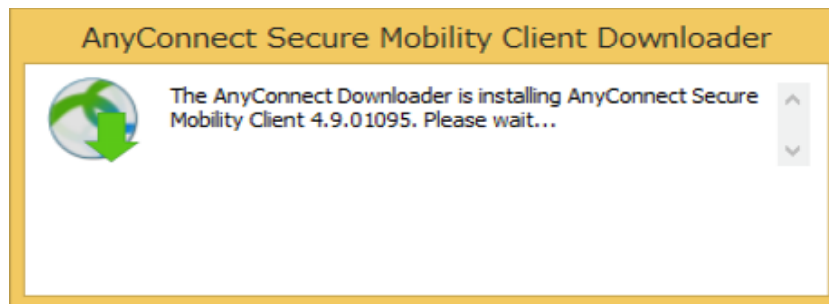 AnyConnect Secure Mobility Client Downloader
The AnyConnect Downloader is installing AnyConnect Secure
Mobility Client 4.9.01095. Please wait...